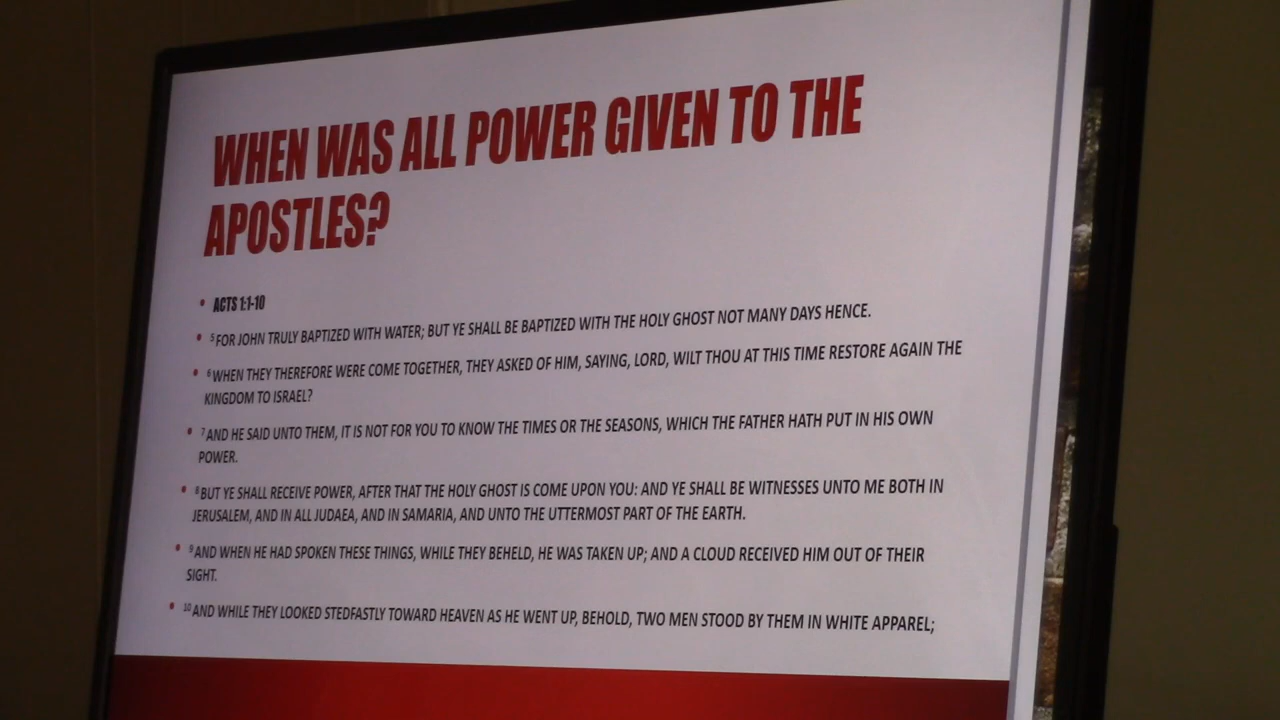 WHEN WAS ALL POWER GIVEN TO THE
APOSTLES?
• ACTS 1:1-10
• ⁵ FOR JOHN TRULY BAPTIZED WITH WATER; BUT YE SHALL BE BAPTIZED WITH THE HOLY GHOST NOT MANY DAYS HENCE.
• ⁶ WHEN THEY THEREFORE WERE COME TOGETHER, THEY ASKED OF HIM, SAYING, LORD, WILT THOU AT THIS TIME RESTORE AGAIN THE
KINGDOM TO ISRAEL?
• ⁷ AND HE SAID UNTO THEM, IT IS NOT FOR YOU TO KNOW THE TIMES OR THE SEASONS, WHICH THE FATHER HATH PUT IN HIS OWN
POWER.
• ⁸ BUT YE SHALL RECEIVE POWER, AFTER THAT THE HOLY GHOST IS COME UPON YOU: AND YE SHALL BE WITNESSES UNTO ME BOTH IN
JERUSALEM, AND IN ALL JUDAEA, AND IN SAMARIA, AND UNTO THE UTTERMOST PART OF THE EARTH.
• ⁹ AND WHEN HE HAD SPOKEN THESE THINGS, WHILE THEY BEHELD, HE WAS TAKEN UP; AND A CLOUD RECEIVED HIM OUT OF THEIR
SIGHT.
• ¹⁰ AND WHILE THEY LOOKED STEDFASTLY TOWARD HEAVEN AS HE WENT UP, BEHOLD, TWO MEN STOOD BY THEM IN WHITE APPAREL;